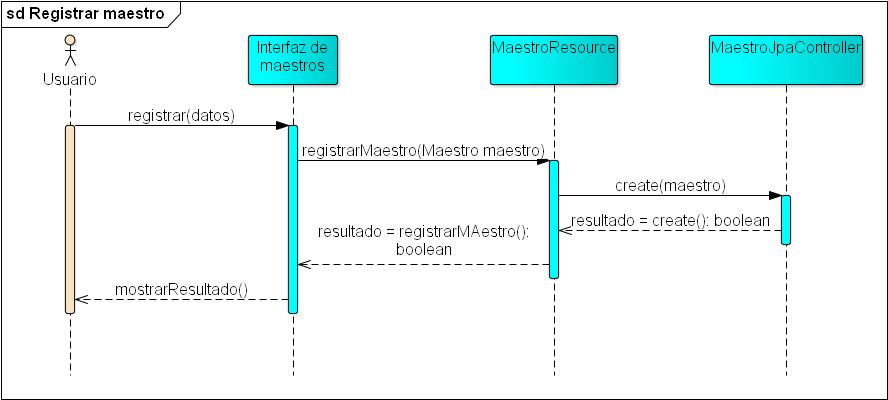 sd Registrar maestro
Usuario
Interfaz de
maestros
MaestroResource
MaestroJpaController
registrar(datos)
registrarMaestro(Maestro maestro)
create(maestro)
resultado = create(): boolean
resultado = registrarMAestro():
boolean
mostrarResultado()